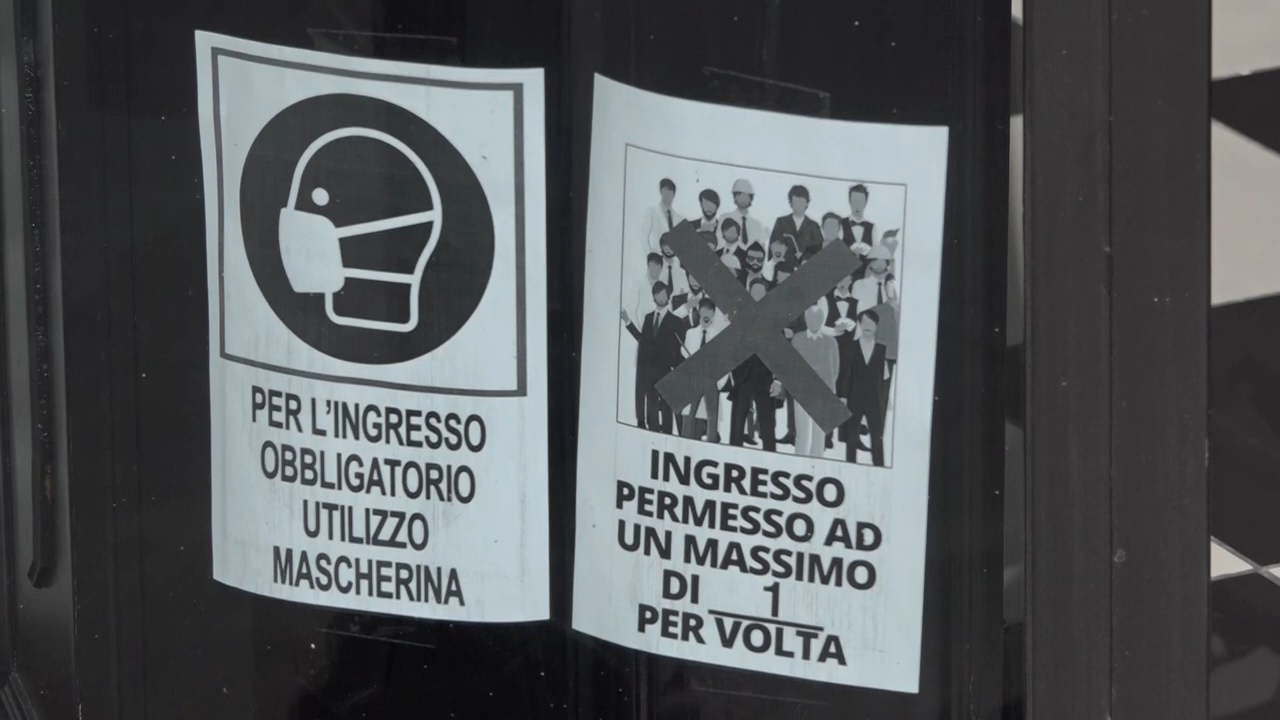 PER L'INGRESSO
OBBLIGATORIO
UTILIZZO
MASCHERINA
INGRESSO
PERMESSO AD
UN MASSIMO
DI 1
PER VOLTA